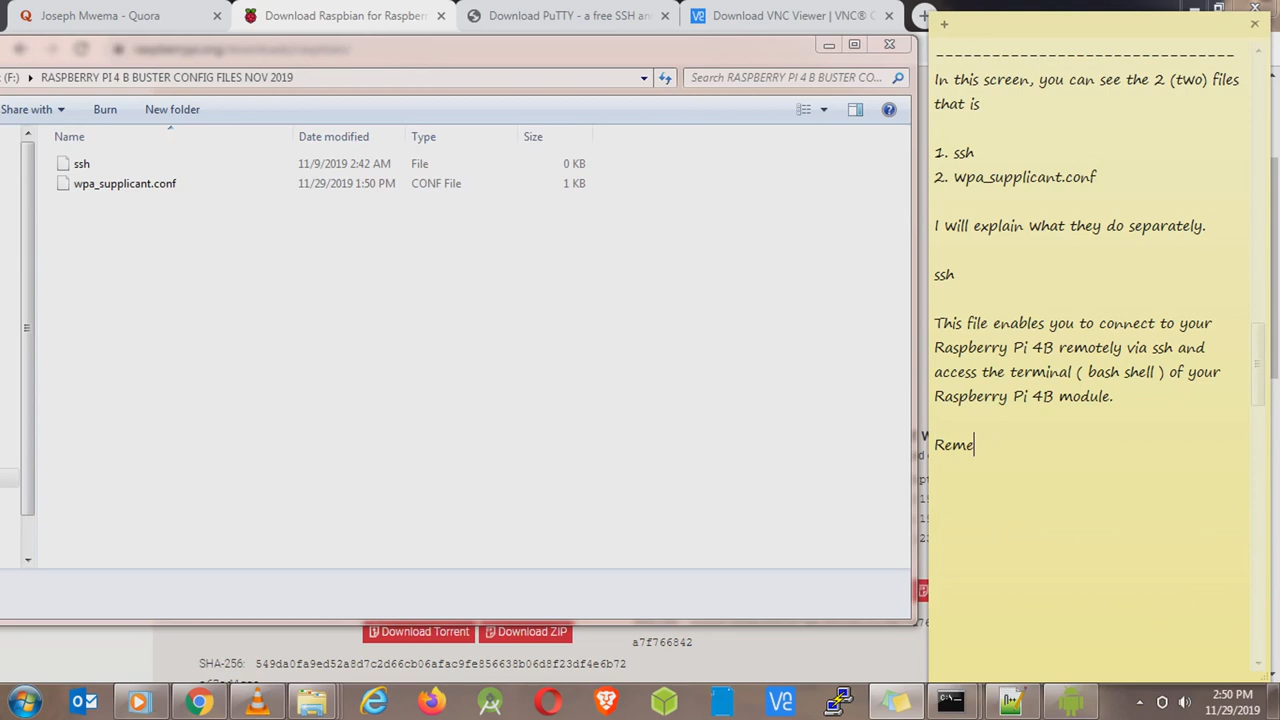 Joseph Mwema - Quora
Download Raspbian for Raspber
Download PuTTY - a free SSH an
Download VNC Viewer | VNC® C
(F:) RASPBERRY PI 4 B BUSTER CONFIG FILES NOV 2019
Search RASPBERRY PI 4 B BUSTER CO...
Share with
Burn
New folder
Name
Date modified
Type
Size
ssh
11/9/2019 2:42 AM
File
0 KB
wpa_supplicant.conf
11/29/2019 1:50 PM
CONF File
1 KB
In this screen, you can see the 2 (two) files
that is
1. ssh
2. wpa_supplicant.conf
I will explain what they do separately.
ssh
This file enables you to connect to your
Raspberry Pi 4B remotely via ssh and
access the terminal ( bash shell ) of your
Raspberry Pi 4B module.
Reme
Download Torrent
Download ZIP
a7f766842
SHA-256: 549da0fa9ed52a8d7c2d66cb06afac9fe856638b06d8f23df4e6b72
2:50 PM
11/29/2019